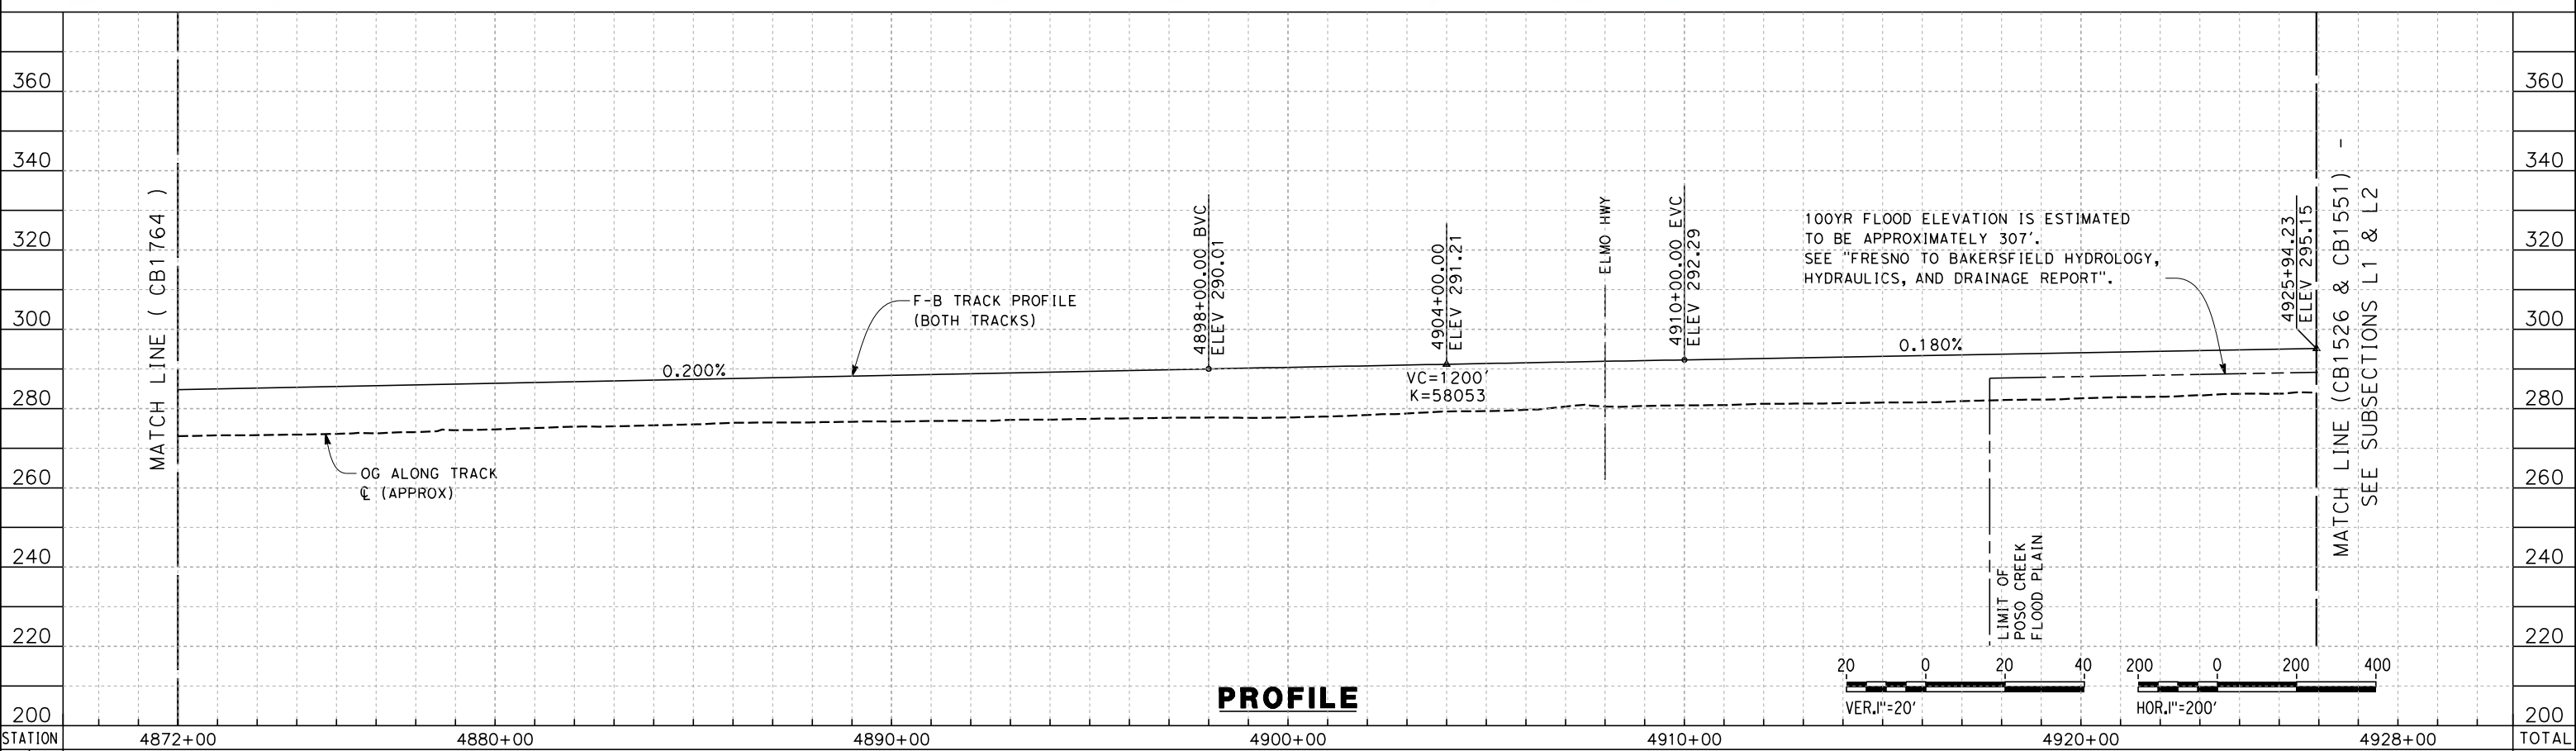 360
340
320
300
280
260
240
220
200
MATCH LINE ( CB1764 )
0.200%
F-B TRACK PROFILE
(BOTH TRACKS)
OG ALONG TRACK
℄ (APPROX)
4898+00.00 BVC
ELEV 290.01
4904+00.00
ELEV 291.21
VC=1200'
K=58053
ELMO HWY
4910+00.00 EVC
ELEV 292.29
100YR FLOOD ELEVATION IS ESTIMATED
TO BE APPROXIMATELY 307'.
SEE "FRESNO TO BAKERSFIELD HYDROLOGY,
HYDRAULICS, AND DRAINAGE REPORT".
0.180%
LIMIT OF
POSO CREEK
FLOOD PLAIN
4925+94.23
ELEV 295.15
MATCH LINE (CB1526 & CB1551) -
SEE SUBSECTIONS L1 & L2
360
340
320
300
280
260
240
220
200
PROFILE
20 0 20 40
VER.1"=20'
200 0 200 400
HOR.1"=200'
STATION 4872+00 4880+00 4890+00 4900+00 4910+00 4920+00 4928+00 TOTAL